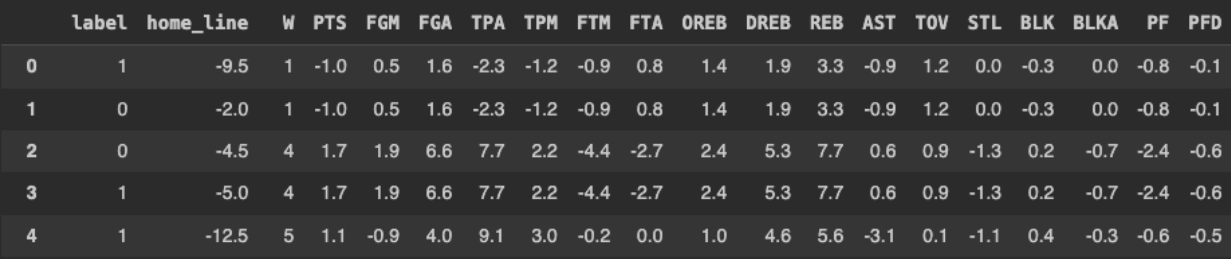 label home_line W PTS FGM FGA TPA TPM FTM FTA OREB DREB REB AST TOV STL BLK BLKA PF PFD
0 1 -9.5 1 -1.0 0.5 1.6 -2.3 -1.2 -0.9 0.8 1.4 1.9 3.3 -0.9 1.2 0.0 -0.3 0.0 -0.8 -0.1
1 0 -2.0 1 -1.0 0.5 1.6 -2.3 -1.2 -0.9 0.8 1.4 1.9 3.3 -0.9 1.2 0.0 -0.3 0.0 -0.8 -0.1
2 0 -4.5 4 1.7 1.9 6.6 7.7 2.2 -4.4 -2.7 2.4 5.3 7.7 0.6 0.9 -1.3 0.2 -0.7 -2.4 -0.6
3 1 -5.0 4 1.7 1.9 6.6 7.7 2.2 -4.4 -2.7 2.4 5.3 7.7 0.6 0.9 -1.3 0.2 -0.7 -2.4 -0.6
4 1 -12.5 5 1.1 -0.9 4.0 9.1 3.0 -0.2 0.0 1.0 4.6 5.6 -3.1 0.1 -1.1 0.4 -0.3 -0.6 -0.5